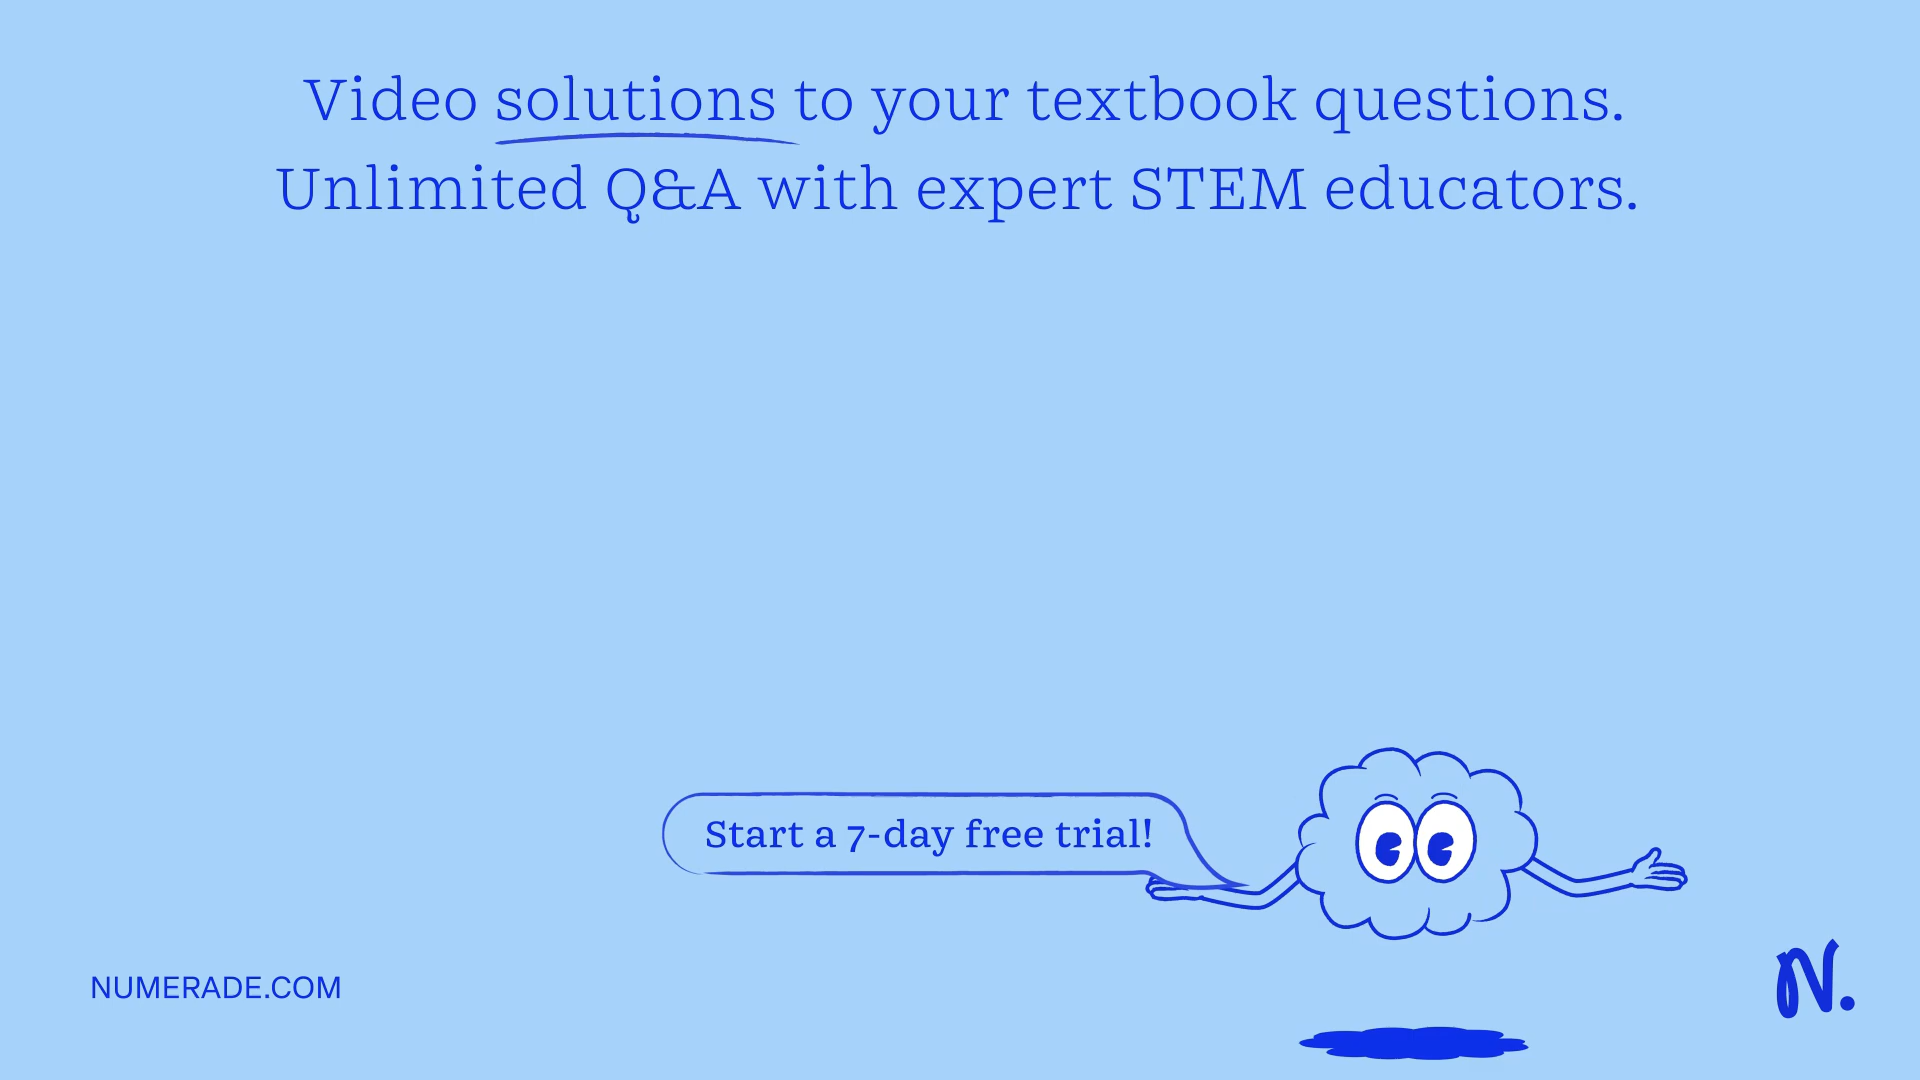 Video solutions to your textbook questions.
Unlimited Q&A with expert STEM educators.
Start a 7-day free trial!
NUMERADE.COM
N.